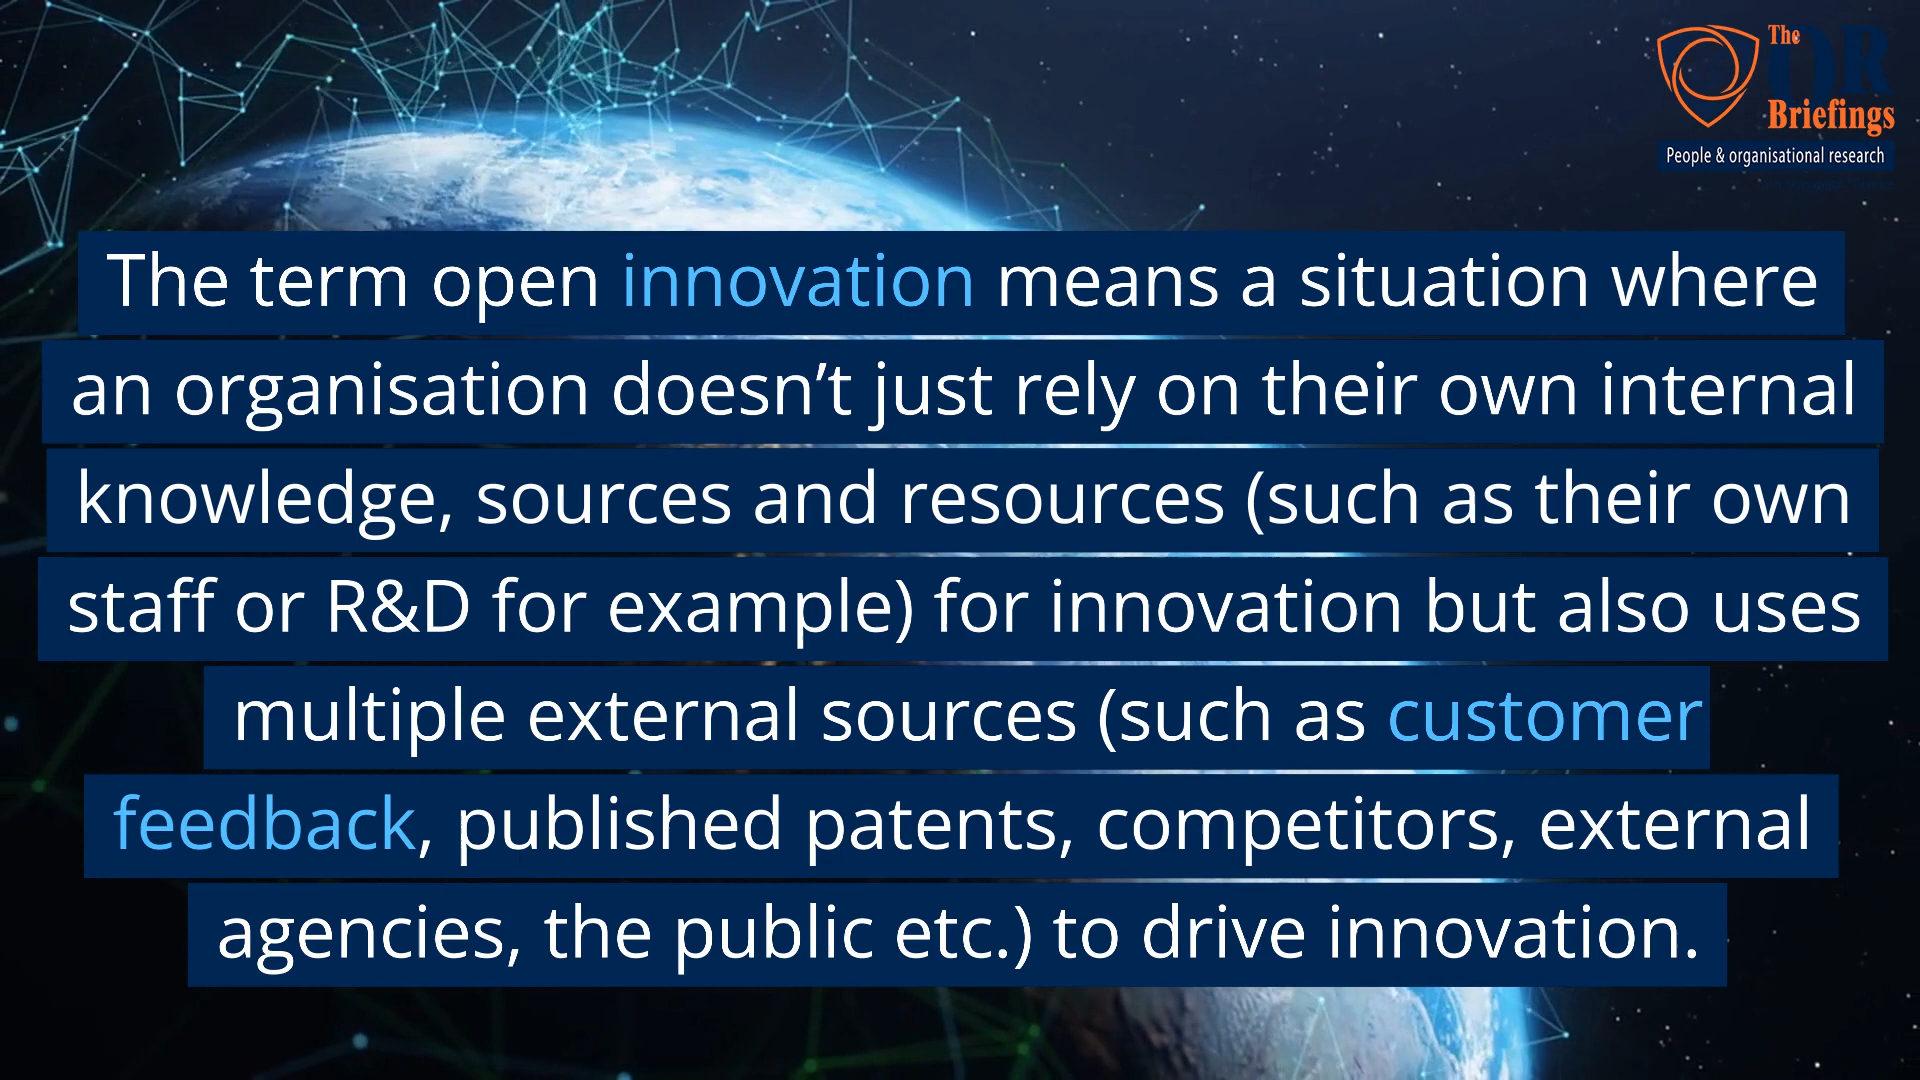 The
OR
Briefings
People & organisational research
The term open innovation means a situation where
an organisation doesn’t just rely on their own internal
knowledge, sources and resources (such as their own
staff or R&D for example) for innovation but also uses
multiple external sources (such as customer
feedback, published patents, competitors, external
agencies, the public etc.) to drive innovation.